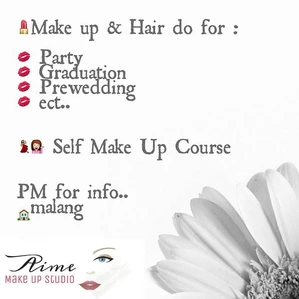 💄Make up & Hair do for :
💋 Party
💋 Graduation
💋 Prewedding
💋 ect..
💃💇 Self Make Up Course
PM for info..
🏠malang
Rime
MAKE UP STUDIO